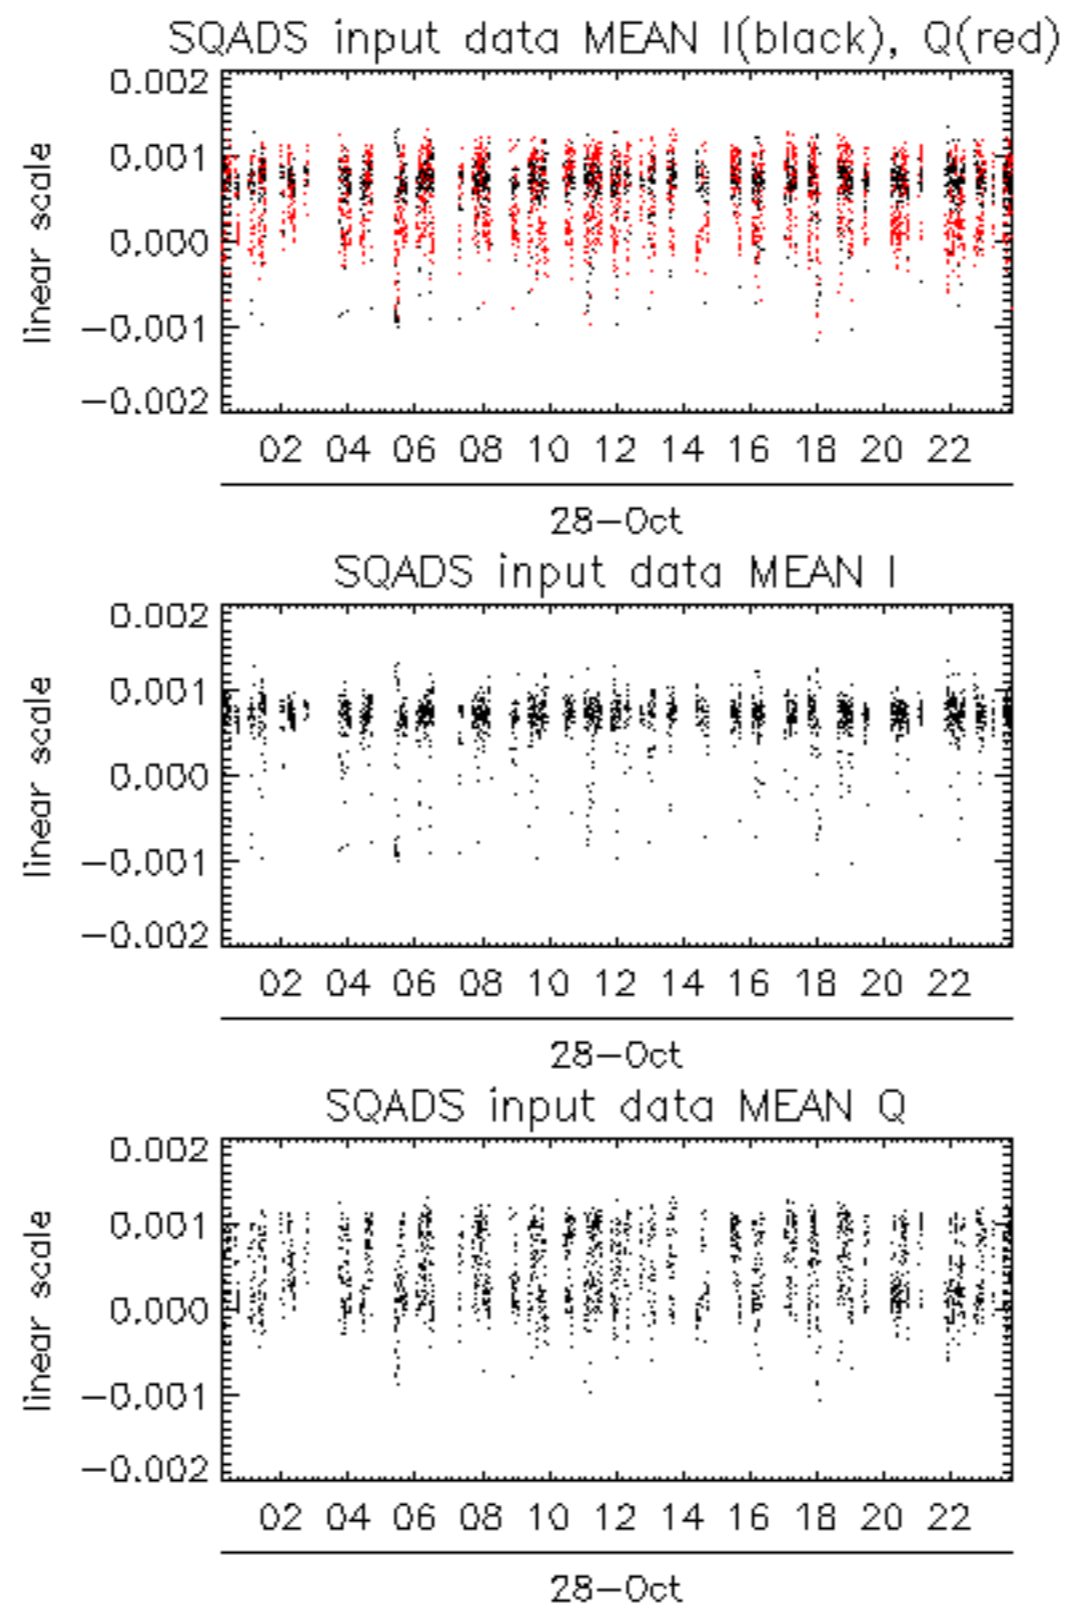 SQADS input data MEAN I(black), Q(red)
linear scale
0.002
0.001
0.000
−0.001
−0.002
02 04 06 08 10 12 14 16 18 20 22
28−Oct
SQADS input data MEAN I
linear scale
0.002
0.001
0.000
−0.001
−0.002
02 04 06 08 10 12 14 16 18 20 22
28−Oct
SQADS input data MEAN Q
linear scale
0.002
0.001
0.000
−0.001
−0.002
02 04 06 08 10 12 14 16 18 20 22
28−Oct